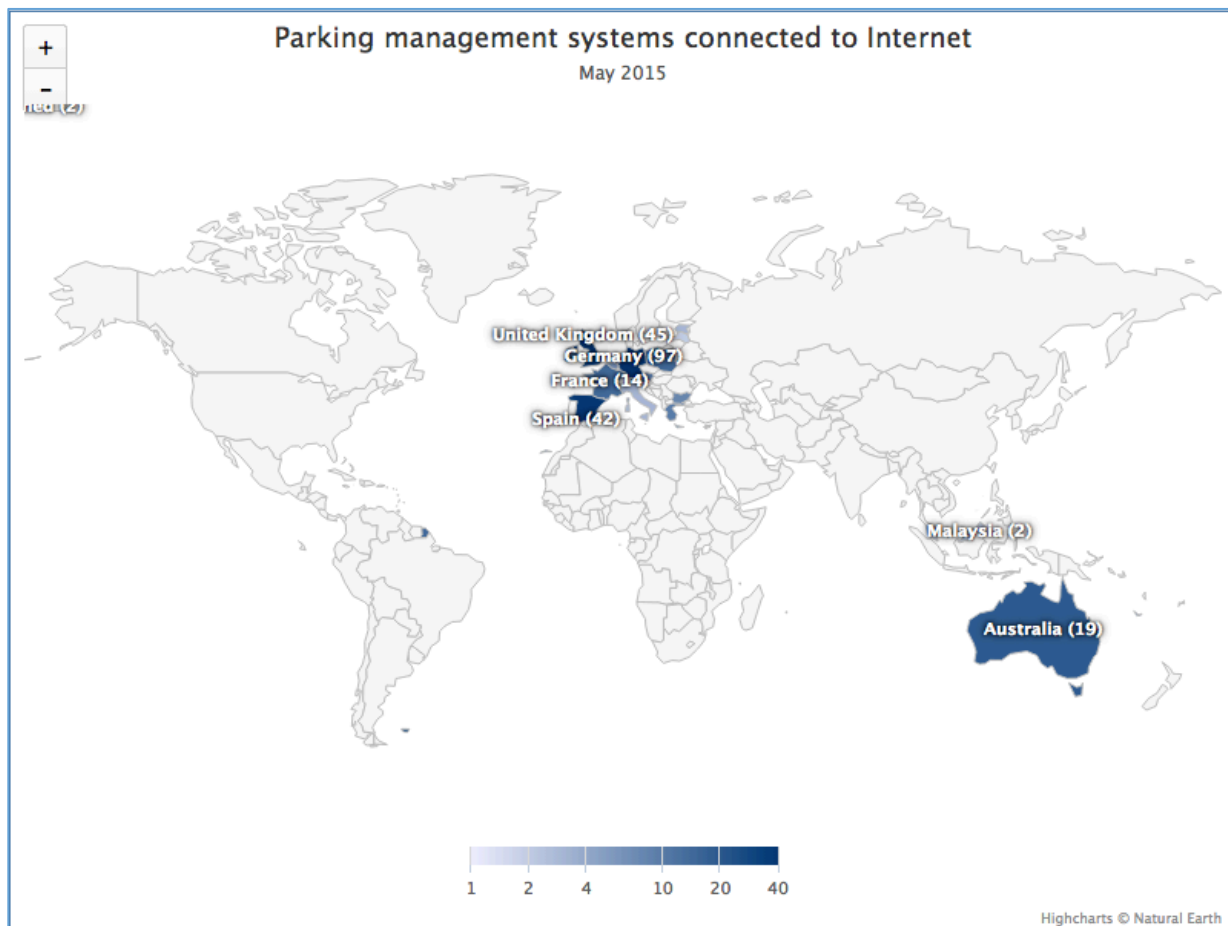 Parking management systems connected to Internet
May 2015
+
-
(2)
United Kingdom (45)
Germany (97)
France (14)
Spain (42)
Malaysia (2)
Australia (19)
1 2 4 10 20 40
Highcharts © Natural Earth